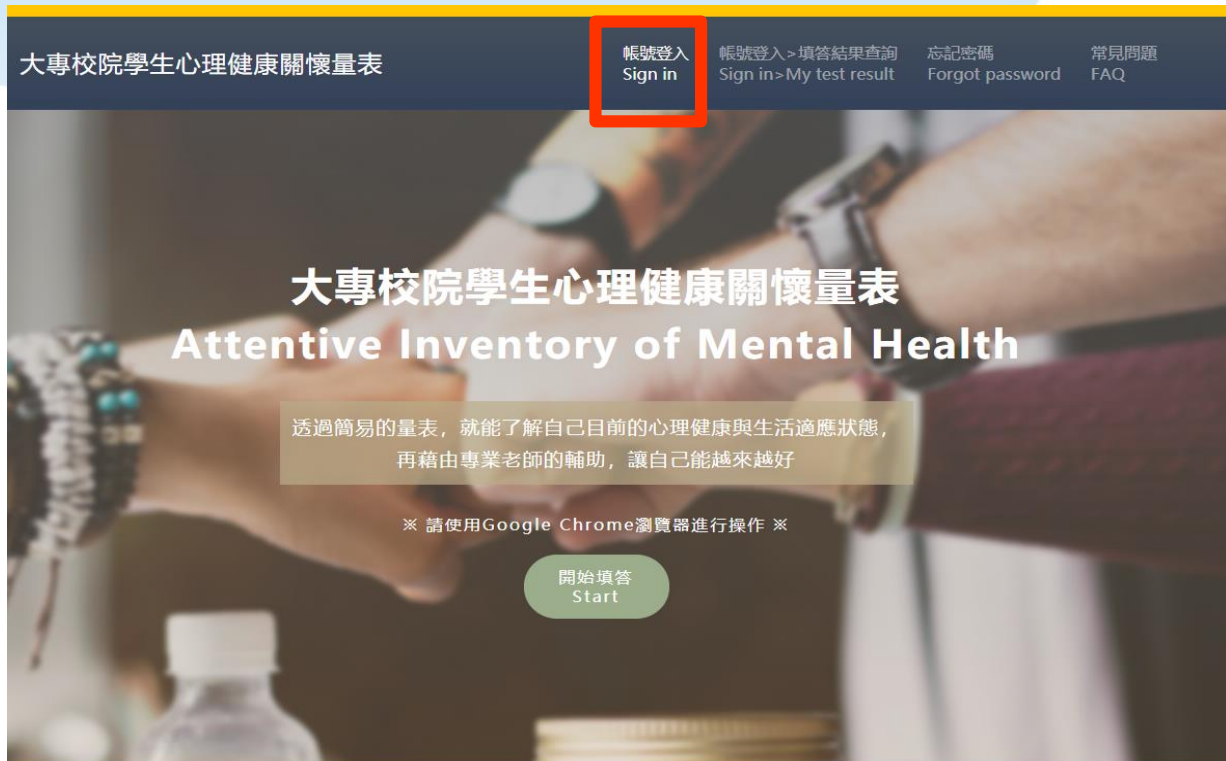 大專校院學生心理健康關懷量表
帳號登入
Sign in
帳號登入>填答結果查詢
Sign in>My test result
忘記密碼
Forgot password
常見問題
FAQ
大專校院學生心理健康關懷量表
Attentive Inventory of Mental Health
透過簡易的量表，就能了解自己目前的心理健康與生活適應狀態，
再藉由專業老師的輔助，讓自己能越來越好
※ 請使用Google Chrome瀏覽器進行操作 ※
開始填答
Start